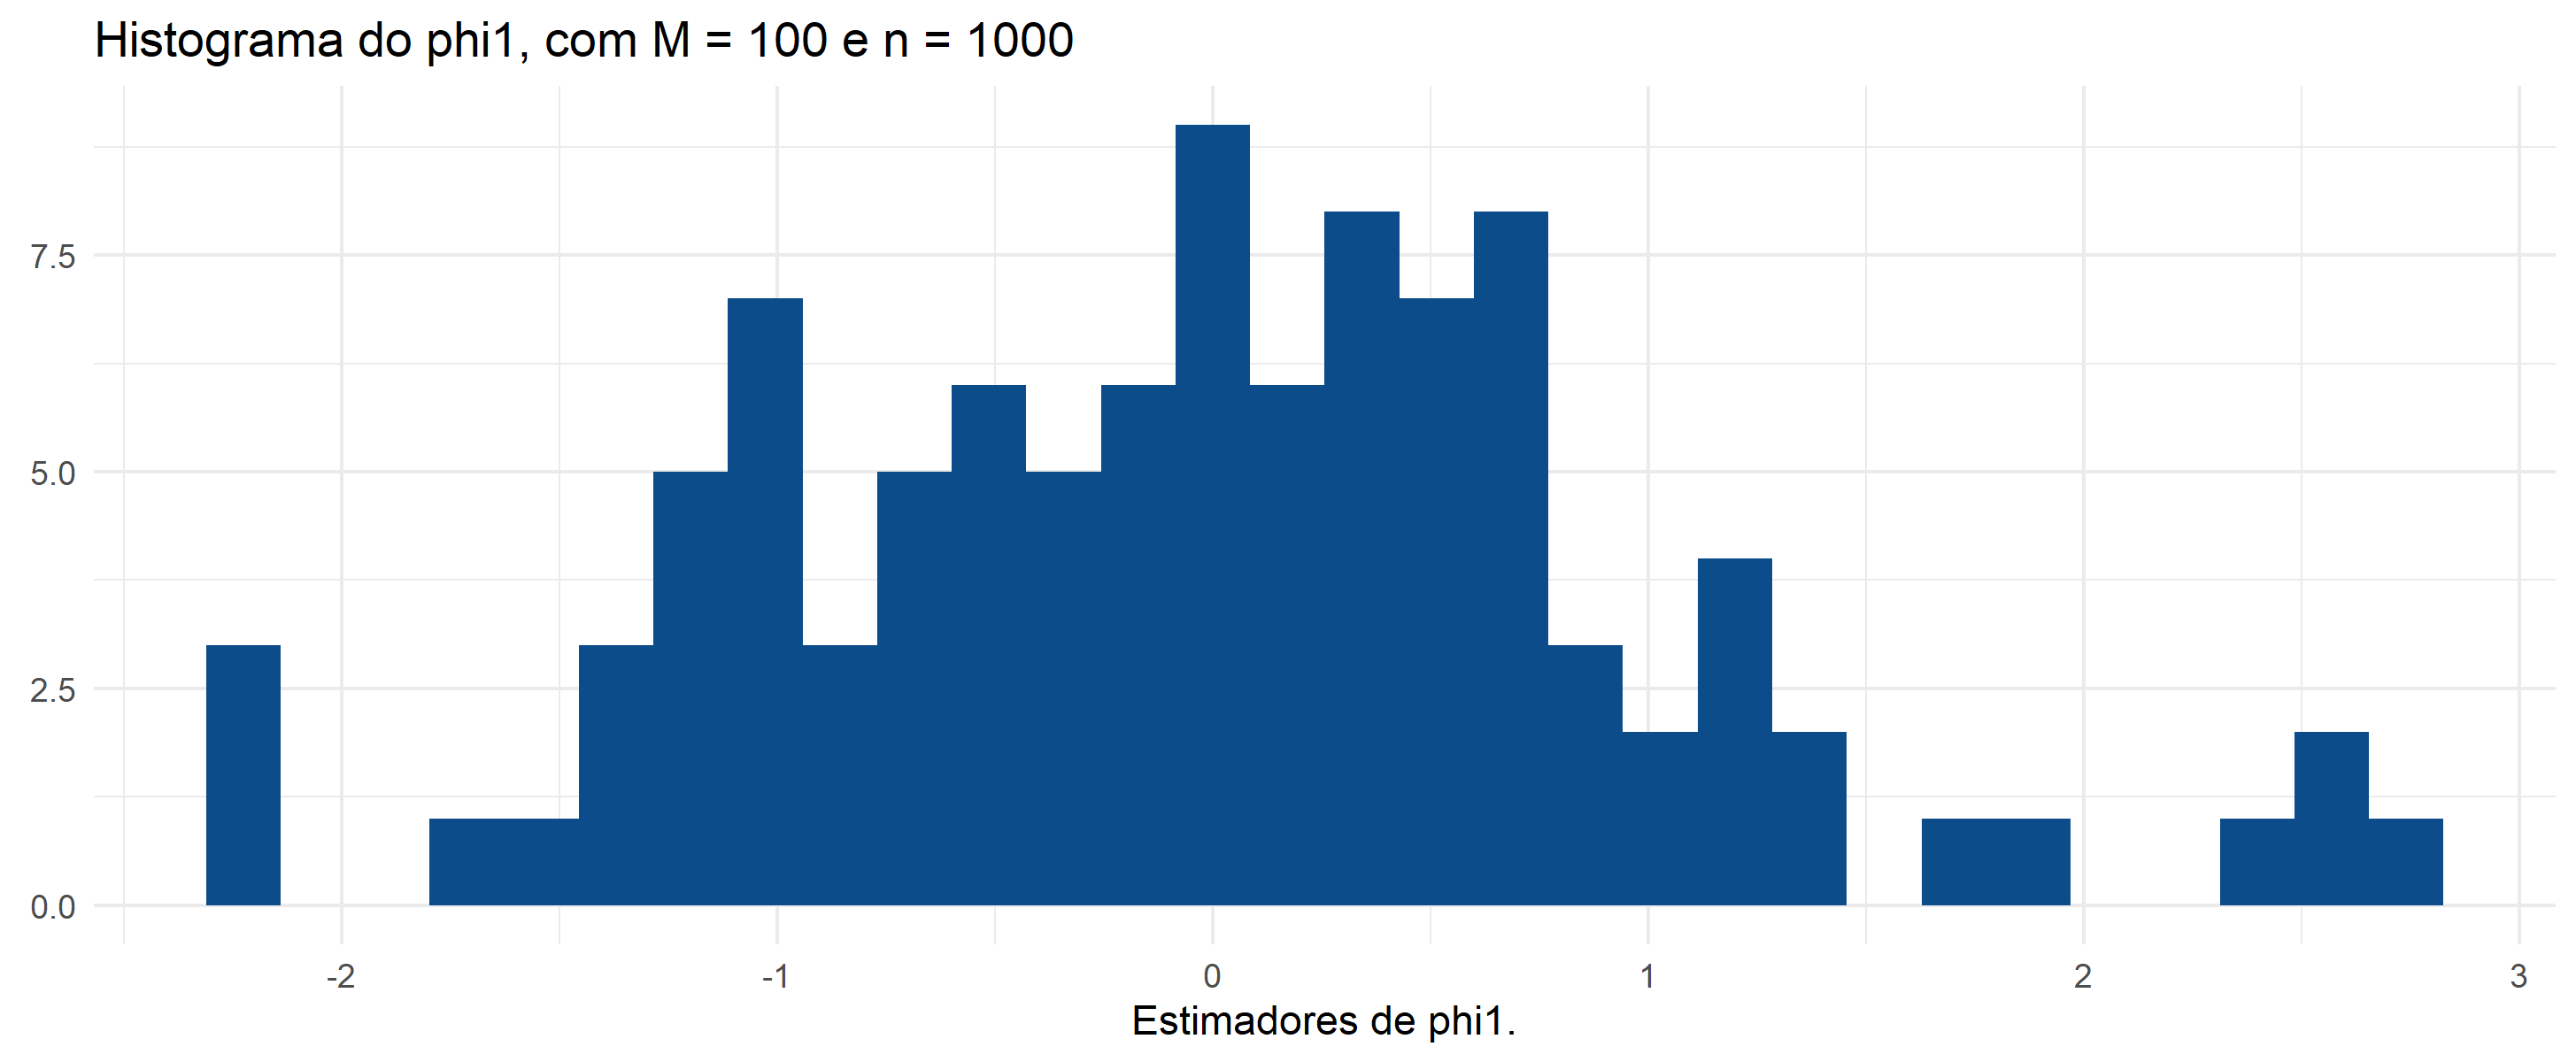 Histograma do phi1, com M = 100 e n = 1000
7.5
5.0
2.5
0.0
-2 -1 0 1 2 3
Estimadores de phi1.